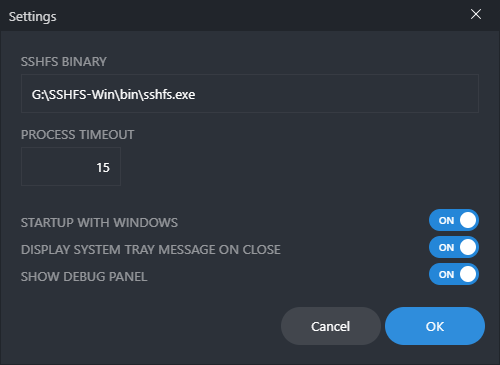 Settings
SSHFS BINARY
G:\SSHFS-Win\bin\sshfs.exe
PROCESS TIMEOUT
15
STARTUP WITH WINDOWS ON
DISPLAY SYSTEM TRAY MESSAGE ON CLOSE ON
SHOW DEBUG PANEL ON
Cancel OK